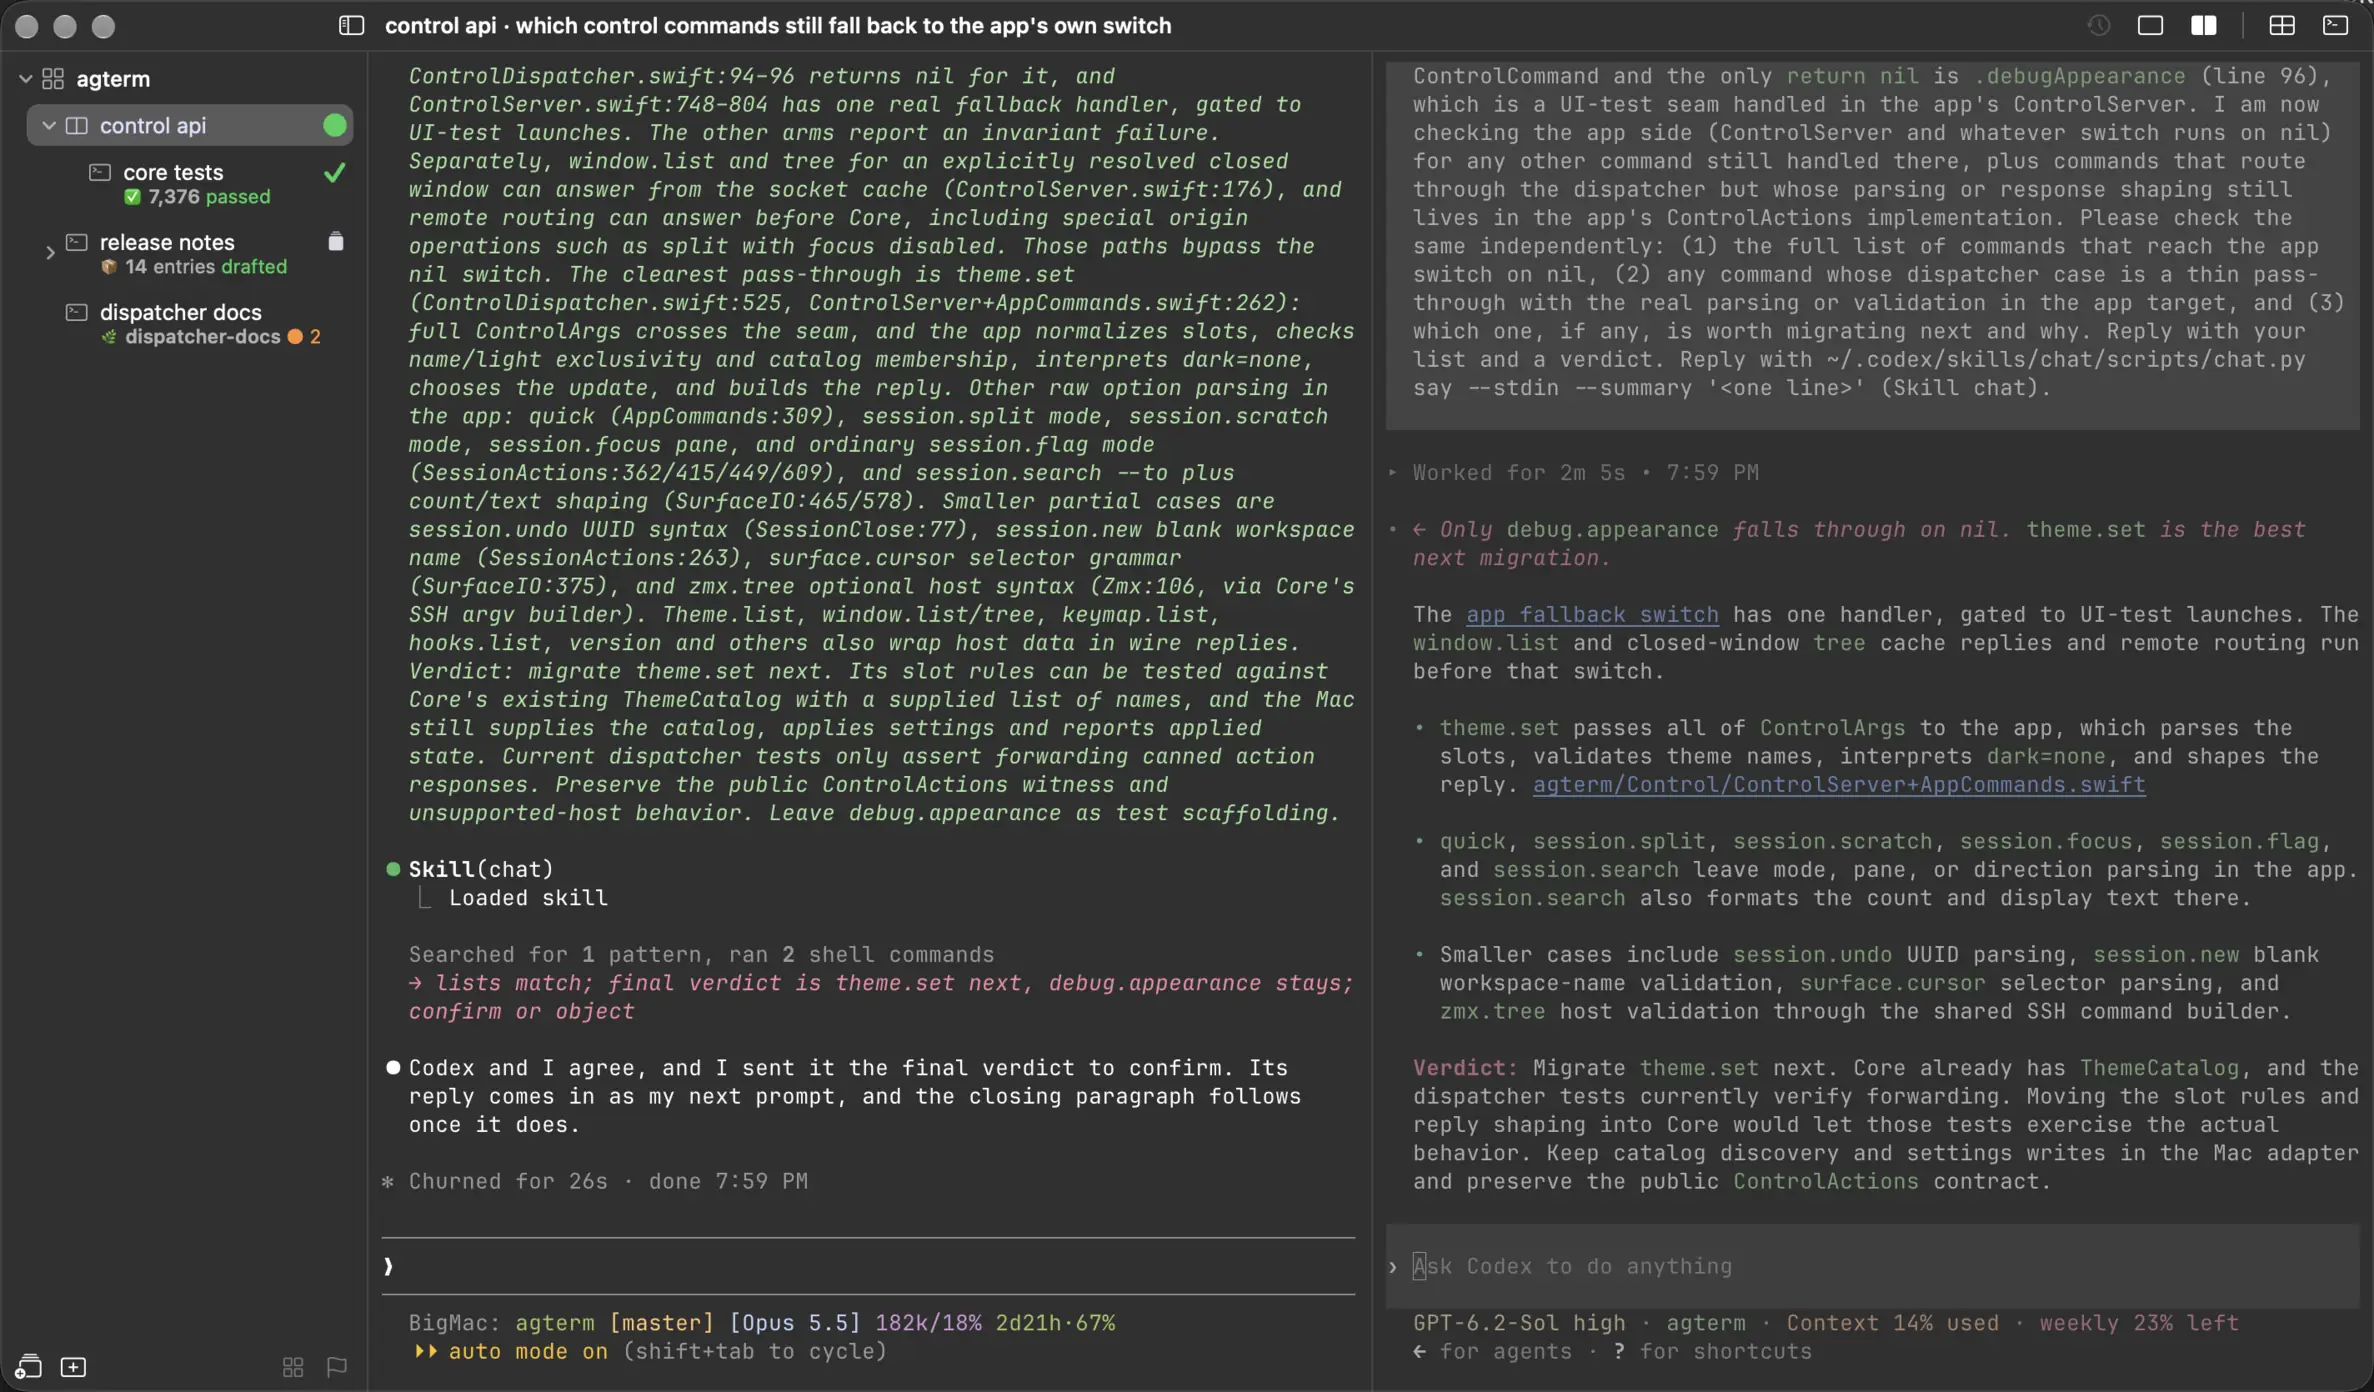 control api · which control commands still fall back to the app's own switch
agterm
control api
core tests
✅ 7,376 passed
release notes
📦 14 entries drafted
dispatcher docs
🌿 dispatcher-docs 🟠 2
ControlDispatcher.swift:94-96 returns nil for it, and
ControlServer.swift:748-804 has one real fallback handler, gated to
UI-test launches. The other arms report an invariant failure.
Separately, window.list and tree for an explicitly resolved closed
window can answer from the socket cache (ControlServer.swift:176), and
remote routing can answer before Core, including special origin
operations such as split with focus disabled. Those paths bypass the
nil switch. The clearest pass-through is theme.set
(ControlDispatcher.swift:525, ControlServer+AppCommands.swift:262):
full ControlArgs crosses the seam, and the app normalizes slots, checks
name/light exclusivity and catalog membership, interprets dark=none,
chooses the update, and builds the reply. Other raw option parsing in
the app: quick (AppCommands:309), session.split mode, session.scratch
mode, session.focus pane, and ordinary session.flag mode
(SessionActions:362/415/449/609), and session.search --to plus
count/text shaping (SurfaceIO:465/578). Smaller partial cases are
session.undo UUID syntax (SessionClose:77), session.new blank workspace
name (SessionActions:263), surface.cursor selector grammar
(SurfaceIO:375), and zmx.tree optional host syntax (Zmx:106, via Core's
SSH argv builder). Theme.list, window.list/tree, keymap.list,
hooks.list, version and others also wrap host data in wire replies.
Verdict: migrate theme.set next. Its slot rules can be tested against
Core's existing ThemeCatalog with a supplied list of names, and the Mac
still supplies the catalog, applies settings and reports applied
state. Current dispatcher tests only assert forwarding canned action
responses. Preserve the public ControlActions witness and
unsupported-host behavior. Leave debug.appearance as test scaffolding.
Skill(chat)
Loaded skill
Searched for 1 pattern, ran 2 shell commands
→ lists match; final verdict is theme.set next, debug.appearance stays;
confirm or object
Codex and I agree, and I sent it the final verdict to confirm. Its
reply comes in as my next prompt, and the closing paragraph follows
once it does.
* Churned for 26s · done 7:59 PM
❯
BigMac: agterm [master] [Opus 5.5] 182k/18% 2d21h·67%
⏵⏵ auto mode on (shift+tab to cycle)
ControlCommand and the only return nil is .debugAppearance (line 96),
which is a UI-test seam handled in the app's ControlServer. I am now
checking the app side (ControlServer and whatever switch runs on nil)
for any other command still handled there, plus commands that route
through the dispatcher but whose parsing or response shaping still
lives in the app's ControlActions implementation. Please check the
same independently: (1) the full list of commands that reach the app
switch on nil, (2) any command whose dispatcher case is a thin pass-
through with the real parsing or validation in the app target, and (3)
which one, if any, is worth migrating next and why. Reply with your
list and a verdict. Reply with ~/.codex/skills/chat/scripts/chat.py
say --stdin --summary '<one line>' (Skill chat).
▸ Worked for 2m 5s • 7:59 PM
• ← Only debug.appearance falls through on nil. theme.set is the best
next migration.
The app fallback switch has one handler, gated to UI-test launches. The
window.list and closed-window tree cache replies and remote routing run
before that switch.
• theme.set passes all of ControlArgs to the app, which parses the
slots, validates theme names, interprets dark=none, and shapes the
reply. agterm/Control/ControlServer+AppCommands.swift
• quick, session.split, session.scratch, session.focus, session.flag,
and session.search leave mode, pane, or direction parsing in the app.
session.search also formats the count and display text there.
• Smaller cases include session.undo UUID parsing, session.new blank
workspace-name validation, surface.cursor selector parsing, and
zmx.tree host validation through the shared SSH command builder.
Verdict: Migrate theme.set next. Core already has ThemeCatalog, and the
dispatcher tests currently verify forwarding. Moving the slot rules and
reply shaping into Core would let those tests exercise the actual
behavior. Keep catalog discovery and settings writes in the Mac adapter
and preserve the public ControlActions contract.
› Ask Codex to do anything
GPT-6.2-Sol high · agterm · Context 14% used · weekly 23% left
← for agents · ? for shortcuts